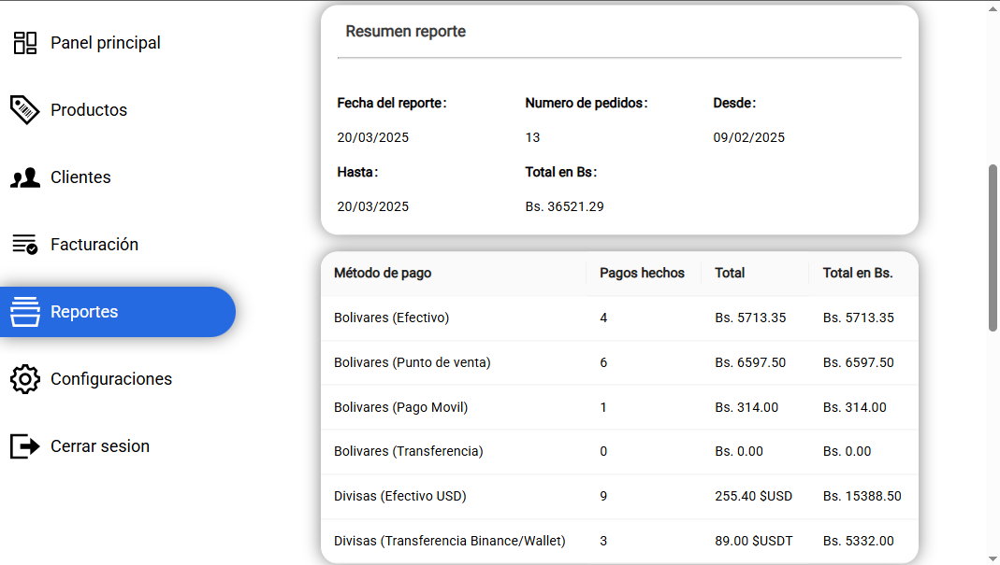 Panel principal
Productos
Clientes
Facturación
Reportes
Configuraciones
Cerrar sesion
Resumen reporte
Fecha del reporte: Numero de pedidos: Desde:
20/03/2025 13 09/02/2025
Hasta: Total en Bs:
20/03/2025 Bs. 36521.29
Método de pago Pagos hechos Total Total en Bs.
Bolivares (Efectivo) 4 Bs. 5713.35 Bs. 5713.35
Bolivares (Punto de venta) 6 Bs. 6597.50 Bs. 6597.50
Bolivares (Pago Movil) 1 Bs. 314.00 Bs. 314.00
Bolivares (Transferencia) 0 Bs. 0.00 Bs. 0.00
Divisas (Efectivo USD) 9 255.40 $USD Bs. 15388.50
Divisas (Transferencia Binance/Wallet) 3 89.00 $USDT Bs. 5332.00